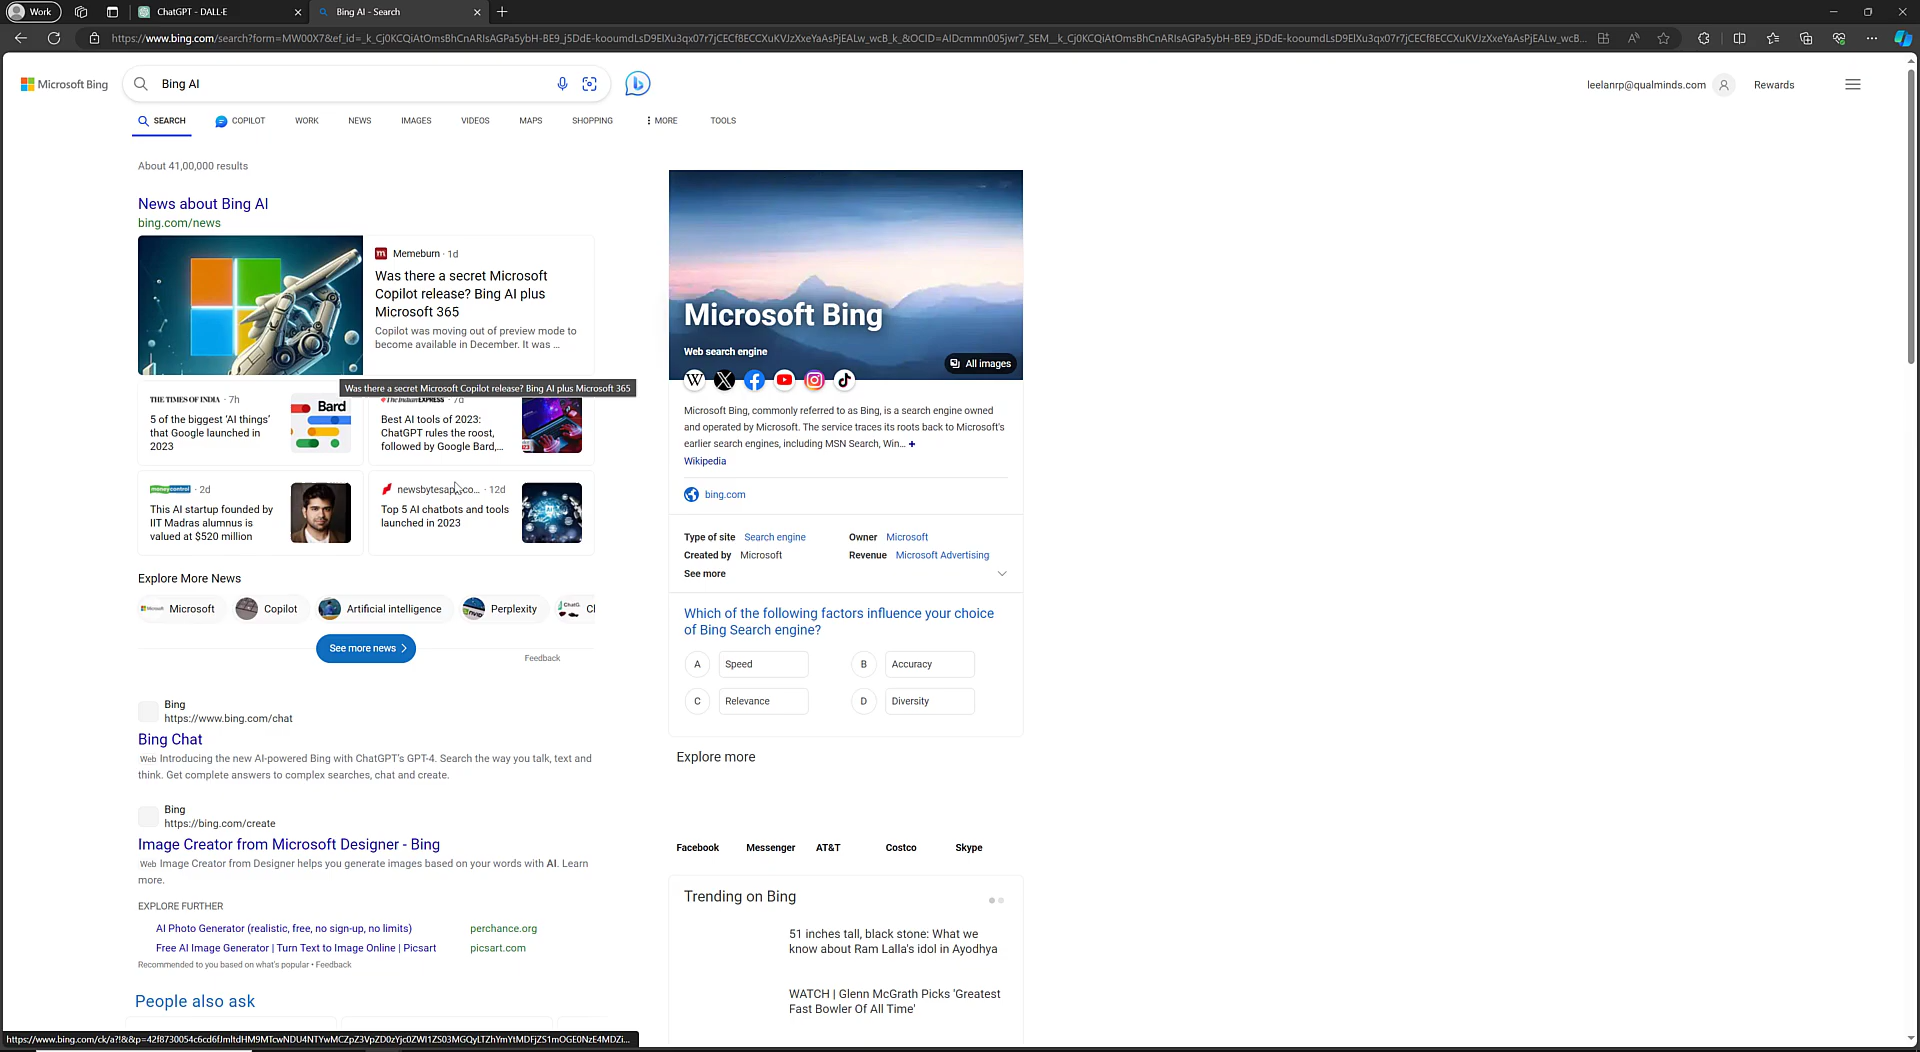 Work
ChatGPT - DALL·E
Bing AI - Search
Microsoft Bing
Bing AI
leelanrp@qualminds.com
Rewards
SEARCH
COPILOT
WORK
NEWS
IMAGES
VIDEOS
MAPS
SHOPPING
MORE
TOOLS
About 41,00,000 results
News about Bing AI
bing.com/news
Memeburn · 1d
Was there a secret Microsoft
Copilot release? Bing AI plus
Microsoft 365
Copilot was moving out of preview mode to
become available in December. It was ...
Was there a secret Microsoft Copilot release? Bing AI plus Microsoft 365
THE TIMES OF INDIA · 7h
5 of the biggest 'AI things'
that Google launched in
2023
Bard
The Indian EXPRESS · 7d
Best AI tools of 2023:
ChatGPT rules the roost,
followed by Google Bard,...
moneycontrol · 2d
This AI startup founded by
IIT Madras alumnus is
valued at $520 million
newsbytesapp.co... · 12d
Top 5 AI chatbots and tools
launched in 2023
Explore More News
Microsoft
Copilot
Artificial intelligence
Perplexity
See more news
Feedback
Bing
https://www.bing.com/chat
Bing Chat
Web Introducing the new AI-powered Bing with ChatGPT's GPT-4. Search the way you talk, text and
think. Get complete answers to complex searches, chat and create.
Bing
https://bing.com/create
Image Creator from Microsoft Designer - Bing
Web Image Creator from Designer helps you generate images based on your words with AI. Learn
more.
EXPLORE FURTHER
AI Photo Generator (realistic, free, no sign-up, no limits)
perchance.org
Free AI Image Generator | Turn Text to Image Online | Picsart
picsart.com
Recommended to you based on what's popular • Feedback
People also ask
Microsoft Bing
Web search engine
All images
Microsoft Bing, commonly referred to as Bing, is a search engine owned
and operated by Microsoft. The service traces its roots back to Microsoft's
earlier search engines, including MSN Search, Win... +
Wikipedia
bing.com
Type of site Search engine
Owner Microsoft
Created by Microsoft
Revenue Microsoft Advertising
See more
Which of the following factors influence your choice
of Bing Search engine?
A Speed
B Accuracy
C Relevance
D Diversity
Explore more
Facebook
Messenger
AT&T
Costco
Skype
Trending on Bing
51 inches tall, black stone: What we
know about Ram Lalla's idol in Ayodhya
WATCH | Glenn McGrath Picks 'Greatest
Fast Bowler Of All Time'